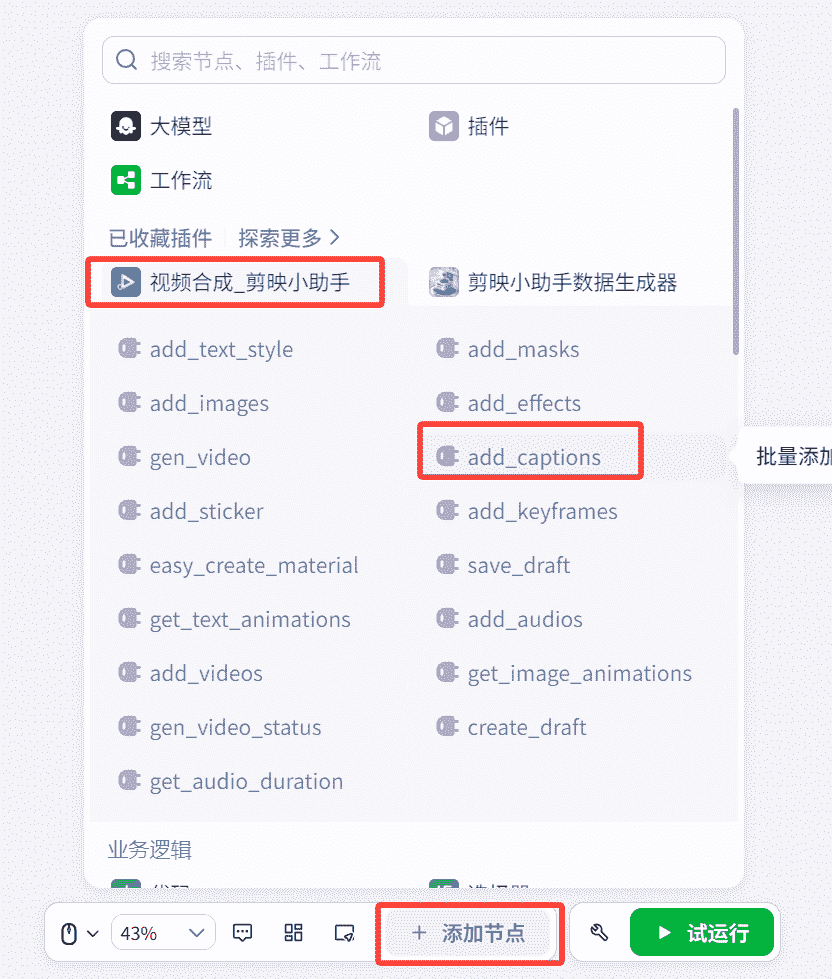 搜索节点、插件、工作流
大模型 插件
工作流
已收藏插件 探索更多
视频合成_剪映小助手 剪映小助手数据生成器
add_text_style add_masks
add_images add_effects
gen_video add_captions
批量添加
add_sticker add_keyframes
easy_create_material save_draft
get_text_animations add_audios
add_videos get_image_animations
gen_video_status create_draft
get_audio_duration
业务逻辑
43% + 添加节点 试运行